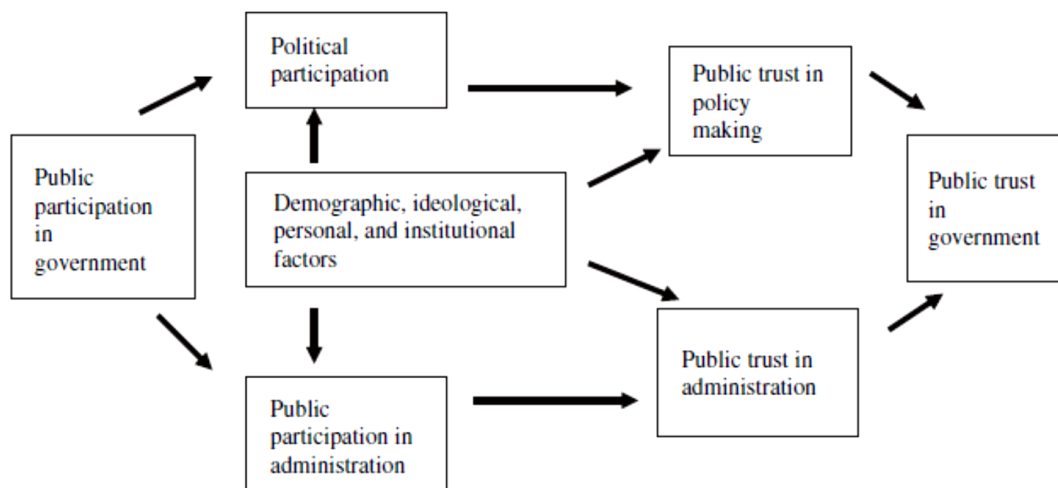 Political
participation
Public trust in
policy
making
Public
participation
in
government
Demographic, ideological,
personal, and institutional
factors
Public trust
in
government
Public trust in
administration
Public
participation in
administration